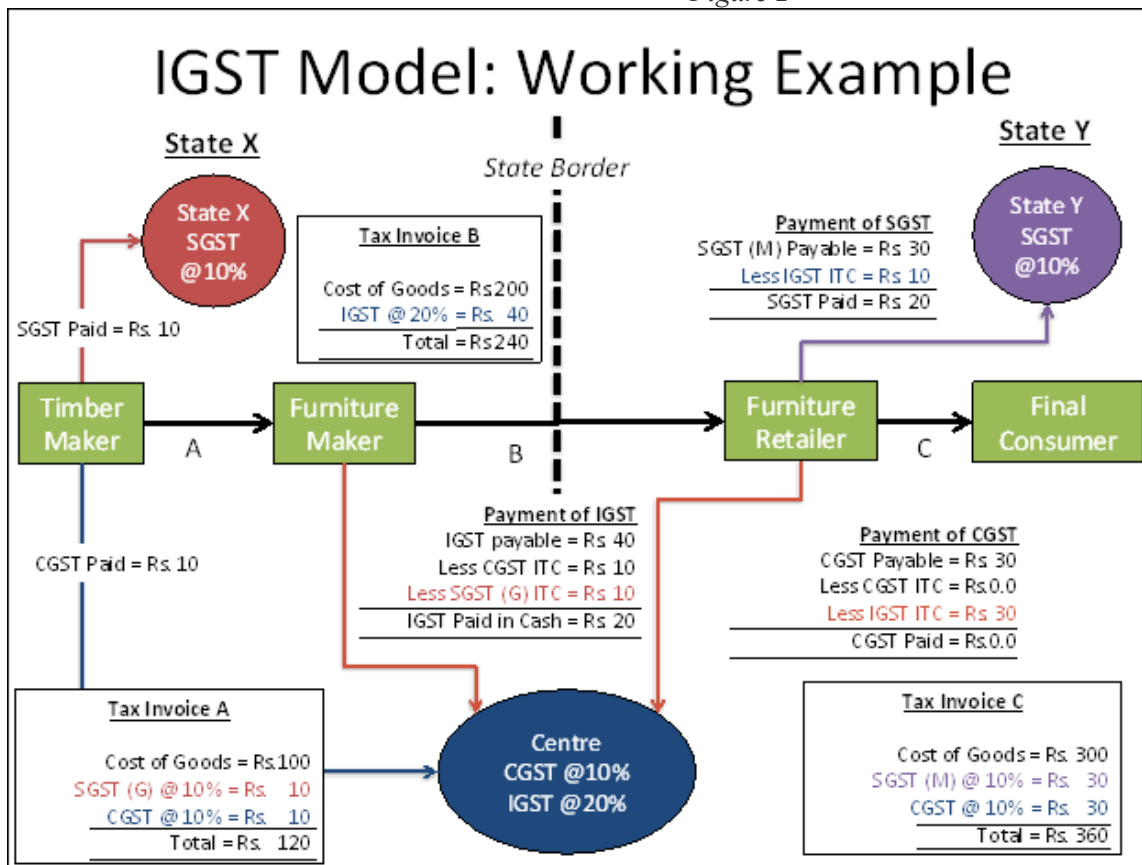 IGST Model: Working Example
State X
State Y
State Border
State X
SGST
@10%
State Y
SGST
@10%
Tax Invoice B
Cost of Goods = Rs.200
IGST @ 20% = Rs. 40
Total = Rs240
Payment of SGST
SGST (M) Payable = Rs. 30
Less IGST ITC = Rs. 10
SGST Paid = Rs. 20
SGST Paid = Rs. 10
Timber
Maker
A
Furniture
Maker
B
Furniture
Retailer
C
Final
Consumer
CGST Paid = Rs. 10
Payment of IGST
IGST payable = Rs. 40
Less CGST ITC = Rs. 10
Less SGST (G) ITC = Rs. 10
IGST Paid in Cash = Rs. 20
Payment of CGST
CGST Payable = Rs. 30
Less CGST ITC = Rs.0.0
Less IGST ITC = Rs. 30
CGST Paid = Rs.0.0
Tax Invoice A
Cost of Goods = Rs.100
SGST (G) @ 10% = Rs. 10
CGST @ 10% = Rs. 10
Total = Rs. 120
Centre
CGST @10%
IGST @20%
Tax Invoice C
Cost of Goods = Rs. 300
SGST (M) @ 10% = Rs. 30
CGST @ 10% = Rs. 30
Total = Rs. 360